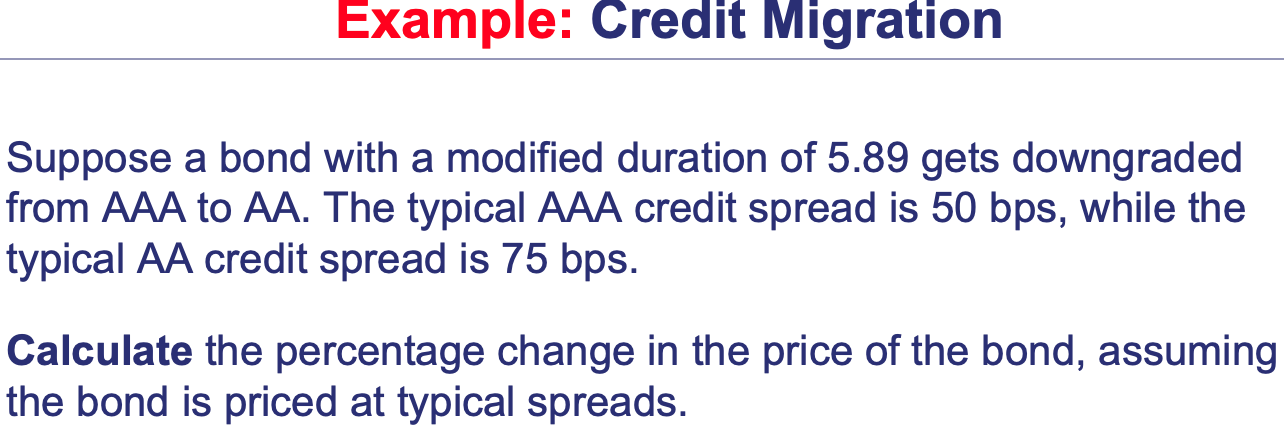 Example: Credit Migration
Suppose a bond with a modified duration of 5.89 gets downgraded
from AAA to AA. The typical AAA credit spread is 50 bps, while the
typical AA credit spread is 75 bps.
Calculate the percentage change in the price of the bond, assuming
the bond is priced at typical spreads.